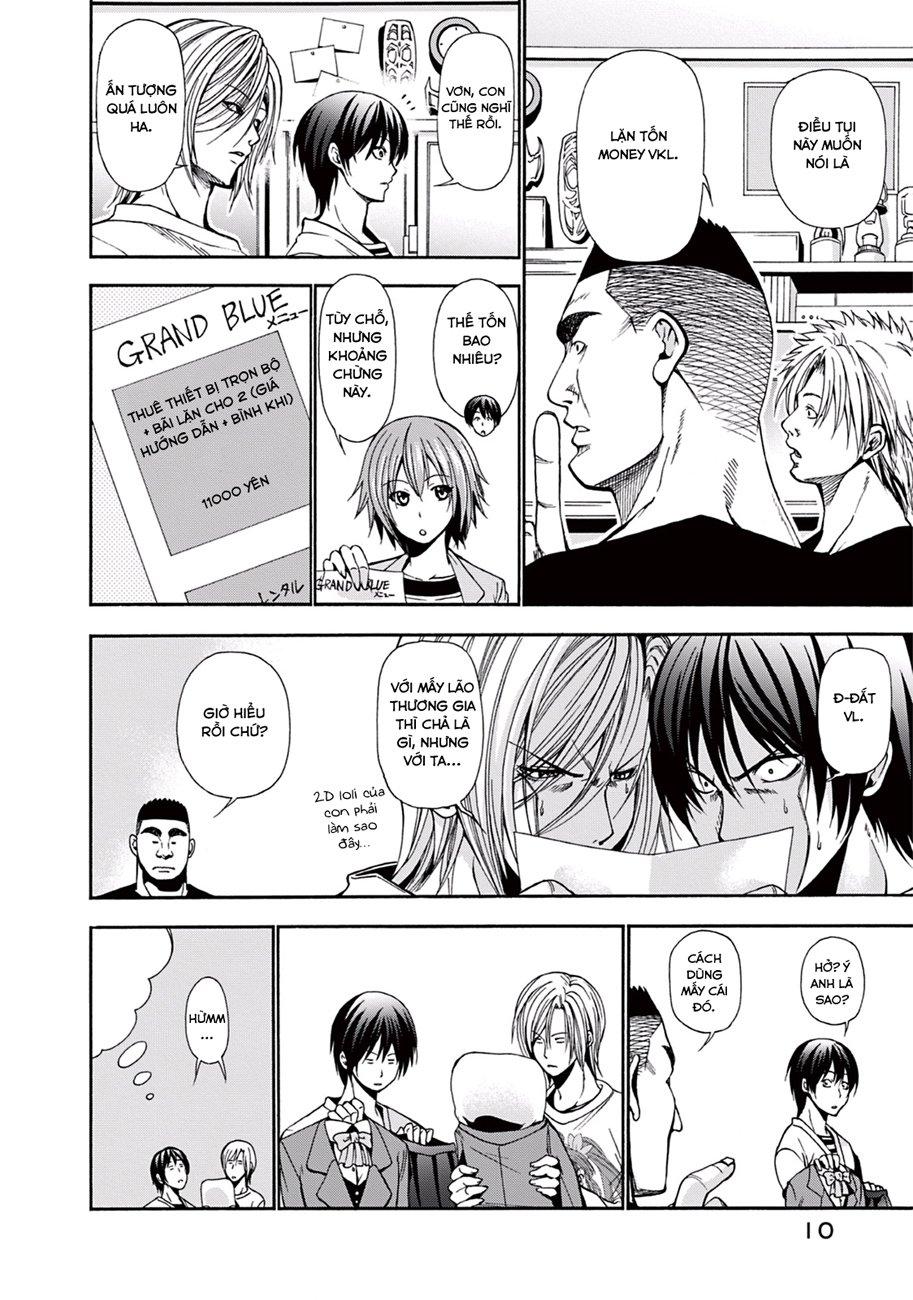 ĐIỀU TỤI
NÀY MUỐN
NÓI LÀ
LẶN TỐN
MONEY VKL.
VƠN, CON
CŨNG NGHĨ
THẾ RỒI.
ẤN TƯỢNG
QUÁ LUÔN
HA.
THẾ TỐN
BAO
NHIÊU?
TÙY CHỖ,
NHƯNG
KHOẢNG
CHỪNG
NÀY.
GRAND BLUE
メニュー
GRAND BLUE
メニュー
THUÊ THIẾT BỊ TRỌN BỘ
+ BÃI LẶN CHO 2 (GIÁ
HƯỚNG DẪN + BÌNH KHI)
11000 YÊN
レンタル
Đ-ĐẮT
VL.
VỚI MẤY LÃO
THƯƠNG GIA
THÌ CHẢ LÀ
GÌ, NHƯNG
VỚI TA...
2D loli của
con phải
làm sao
đây...
GIỜ HIỂU
RỒI CHỨ?
HỞ? Ý
ANH LÀ
SAO?
CÁCH
DÙNG
MẤY CÁI
ĐÓ.
HỪMM
...
10